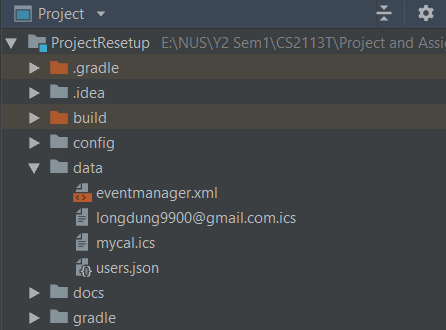 Project
ProjectResetup E:\NUS\Y2 Sem1\CS2113T\Project and Assig
.gradle
.idea
build
config
data
eventmanager.xml
longdung9900@gmail.com.ics
mycal.ics
users.json
docs
gradle